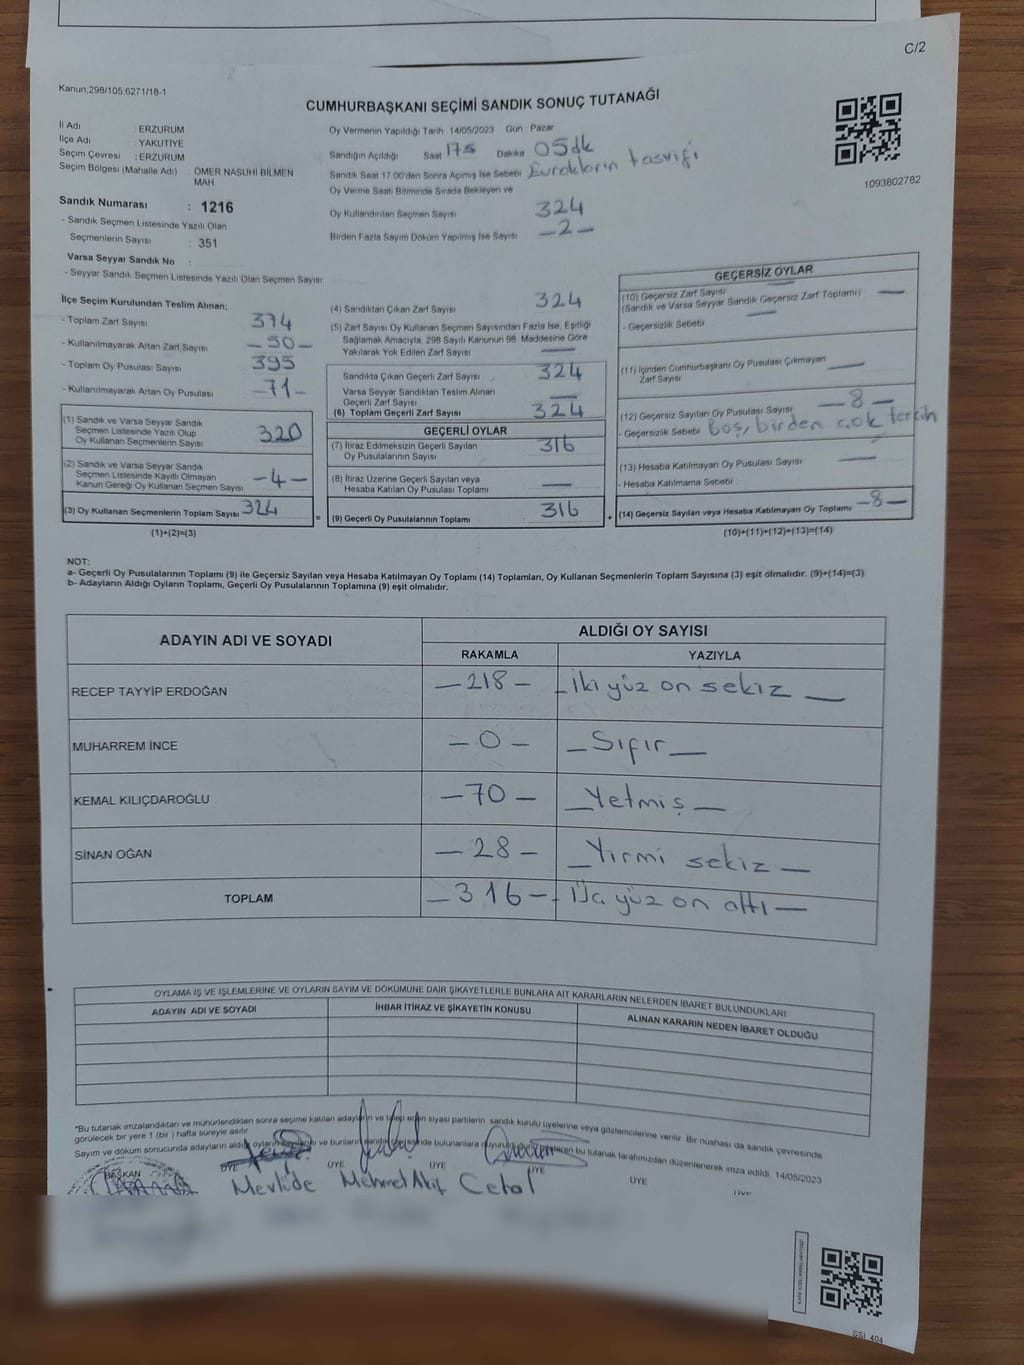 C/2
Kanun:298/105 6271/18-1
CUMHURBAŞKANI SEÇİMİ SANDIK SONUÇ TUTANAĞI
İl Adı : ERZURUM
İlçe Adı : YAKUTİYE
Seçim Çevresi : ERZURUM
Seçim Bölgesi (Mahalle Adı) : ÖMER NASUHİ BİLMEN
MAH.
Sandık Numarası : 1216
- Sandık Seçmen Listesinde Yazılı Olan
Seçmenlerin Sayısı : 351
Varsa Seyyar Sandık No :
- Seyyar Sandık Seçmen Listesinde Yazılı Olan Seçmen Sayısı
Oy Vermenin Yapıldığı Tarih 14/05/2023 Gün : Pazar
Sandığın Açıldığı Saat 17 Dakika 05 dk
Sandık Saat 17:00'den Sonra Açılmış İse Sebebi Evrakların tasnifi
Oy Verme Saati Bitiminde Sırada Bekleyen ve
Oy Kullandırılan Seçmen Sayısı 324
Birden Fazla Sayım Döküm Yapılmış İse Sayısı -2-
1093802782
İlçe Seçim Kurulundan Teslim Alınan;
- Toplam Zarf Sayısı 374
- Kullanılmayarak Artan Zarf Sayısı -50-
- Toplam Oy Pusulası Sayısı 395
- Kullanılmayarak Artan Oy Pusulası -71-
(1) Sandık ve Varsa Seyyar Sandık
Seçmen Listesinde Yazılı Olup
Oy Kullanan Seçmenlerin Sayısı 320
(2) Sandık ve Varsa Seyyar Sandık
Seçmen Listesinde Kayıtlı Olmayan
Kanun Gereği Oy Kullanan Seçmen Sayısı -4-
(3) Oy Kullanan Seçmenlerin Toplam Sayısı 324
(1)+(2)=(3)
(4) Sandıktan Çıkan Zarf Sayısı 324
(5) Zarf Sayısı Oy Kullanan Seçmen Sayısından Fazla İse, Eşitliği
Sağlamak Amacıyla, 298 Sayılı Kanunun 98. Maddesine Göre
Yakılarak Yok Edilen Zarf Sayısı —
Sandıkta Çıkan Geçerli Zarf Sayısı 324
Varsa Seyyar Sandıktan Teslim Alınan
Geçerli Zarf Sayısı —
(6) Toplam Geçerli Zarf Sayısı 324
GEÇERLİ OYLAR
(7) İtiraz Edilmeksizin Geçerli Sayılan
Oy Pusulalarının Sayısı 316
(8) İtiraz Üzerine Geçerli Sayılan veya
Hesaba Katılan Oy Pusulası Toplamı —
(9) Geçerli Oy Pusulalarının Toplamı 316
GEÇERSİZ OYLAR
(10) Geçersiz Zarf Sayısı
(Sandık ve Varsa Seyyar Sandık Geçersiz Zarf Toplamı) —
- Geçersizlik Sebebi —
(11) İçinden Cumhurbaşkanı Oy Pusulası Çıkmayan
Zarf Sayısı —
(12) Geçersiz Sayılan Oy Pusulası Sayısı -8-
- Geçersizlik Sebebi Boş, birden çok tercih
(13) Hesaba Katılmayan Oy Pusulası Sayısı —
- Hesaba Katılmama Sebebi
(14) Geçersiz Sayılan veya Hesaba Katılmayan Oy Toplamı -8-
(10)+(11)+(12)+(13)=(14)
NOT:
a- Geçerli Oy Pusulalarının Toplamı (9) ile Geçersiz Sayılan veya Hesaba Katılmayan Oy Toplamı (14) Toplamları, Oy Kullanan Seçmenlerin Toplam Sayısına (3) eşit olmalıdır. (9)+(14)=(3)
b- Adayların Aldığı Oyların Toplamı, Geçerli Oy Pusulalarının Toplamına (9) eşit olmalıdır.
ADAYIN ADI VE SOYADI ALDIĞI OY SAYISI
RAKAMLA YAZIYLA
RECEP TAYYİP ERDOĞAN -218- - İki yüz on sekiz -
MUHARREM İNCE -0- - Sıfır -
KEMAL KILIÇDAROĞLU -70- - Yetmiş -
SİNAN OĞAN -28- - Yirmi sekiz -
TOPLAM -316- - Üç yüz on altı -
OYLAMA İŞ VE İŞLEMLERİNE VE OYLARIN SAYIM VE DÖKÜMÜNE DAİR ŞİKAYETLERLE BUNLARA AİT KARARLARIN NELERDEN İBARET BULUNDUKLARI
ADAYIN ADI VE SOYADI İHBAR İTİRAZ VE ŞİKAYETİN KONUSU ALINAN KARARIN NEDEN İBARET OLDUĞU
*Bu tutanak imzalandıktan ve mühürlendikten sonra seçime katılan adayların ve talep eden siyasi partilerin sandık kurulu üyelerine veya gözlemcilerine verilir. Bir nüshası da sandık çevresinde
görülecek bir yere 1 (bir) hafta süreyle asılır
Sayım ve döküm sonucunda adayların aldığı oyların ve bunların bulunanlara bu tutanak tarafımızdan düzenlenerek imza edildi. 14/05/2023
BAŞKAN ÜYE ÜYE ÜYE ÜYE ÜYE ÜYE
Mevlüde Mehmet Akif Celal
SSİ 404